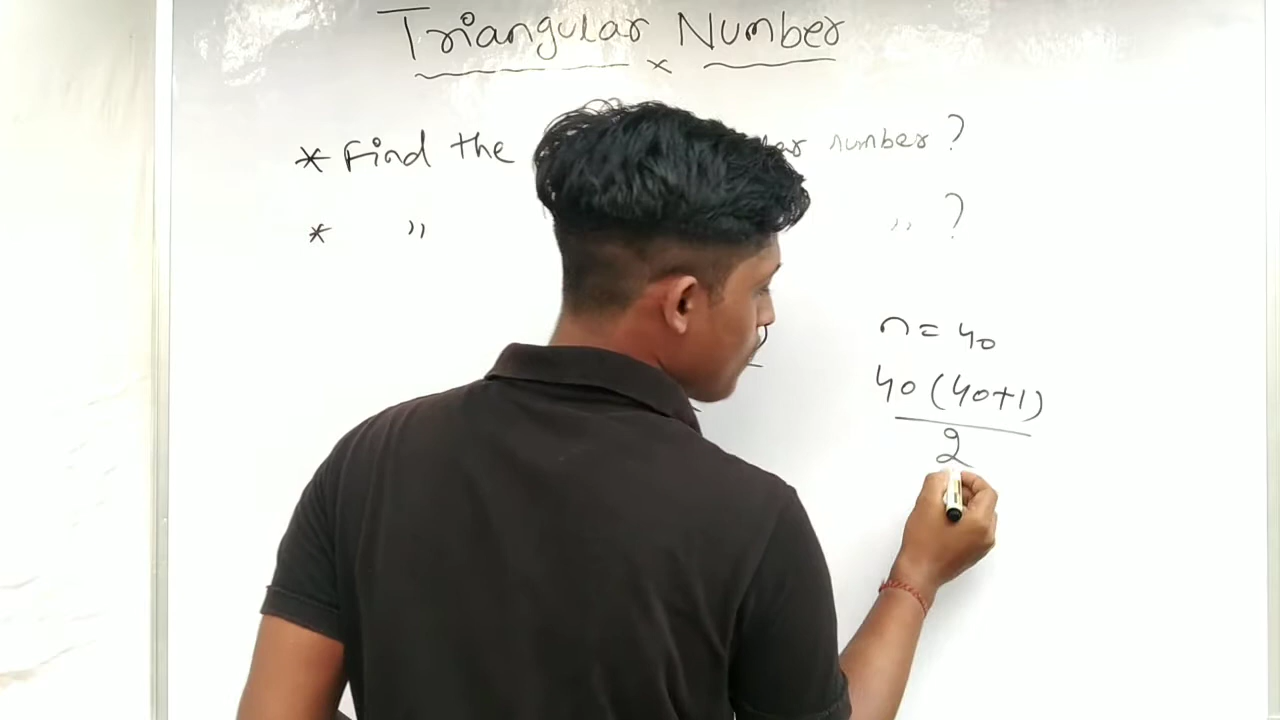 Triangular Number
* Find the number ?
* ,, ,, ?
n = 40
40 (40+1)
2